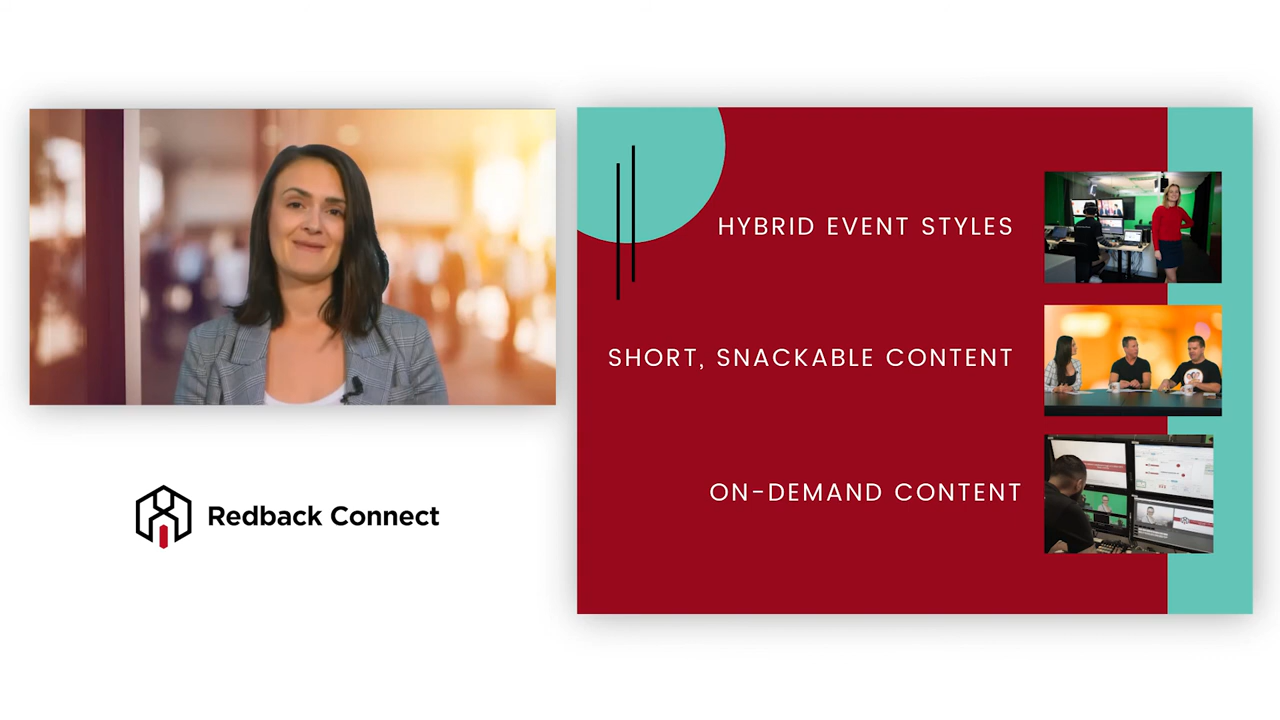 HYBRID EVENT STYLES
SHORT, SNACKABLE CONTENT
ON-DEMAND CONTENT
Redback Connect